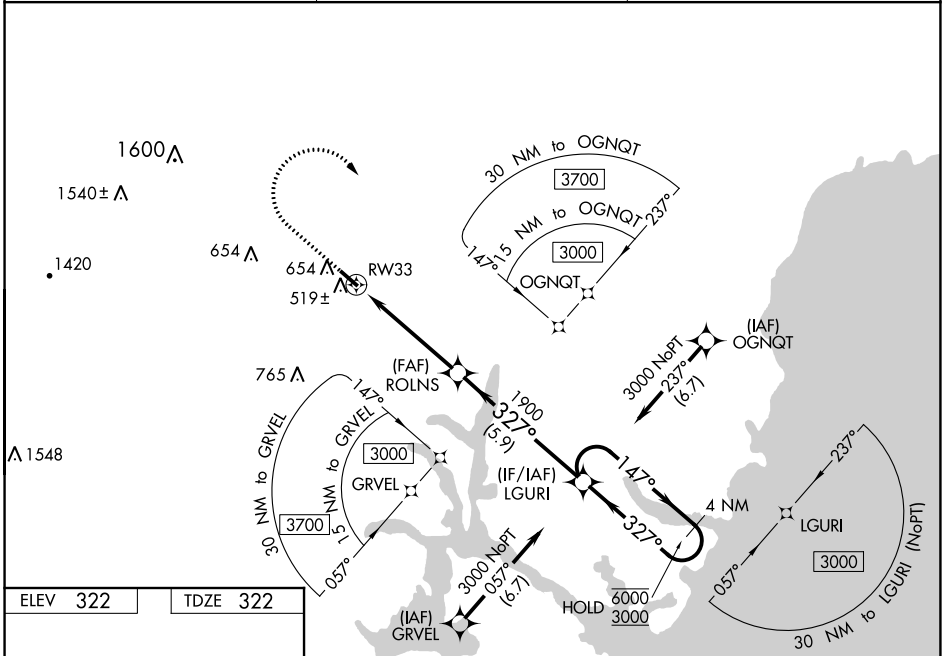 1600
1540±
1420
654
654
519±
RW33
30 NM to OGNQT
3700
15 NM to OGNQT
3000
147°
237°
OGNQT
(IAF)
OGNQT
3000 NoPT
237°
(6.7)
(FAF)
ROLNS
765
1548
1900
327°
(5.9)
30 NM to GRVEL
3700
15 NM to GRVEL
3000
147°
057°
GRVEL
(IF/IAF)
LGURI
147°
327°
4 NM
HOLD
6000
3000
3000 NoPT
057°
(6.7)
(IAF)
GRVEL
237°
LGURI
057°
3000
30 NM to LGURI (NoPT)
ELEV 322
TDZE 322